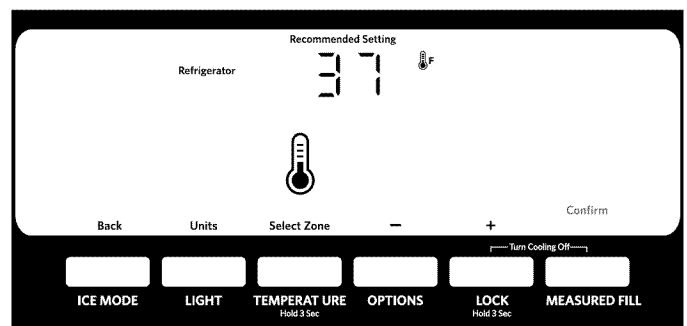 Recommended Setting
Refrigerator 37 F
Back Units Select Zone − + Confirm
Turn Cooling Off
ICE MODE LIGHT TEMPERAT URE OPTIONS LOCK MEASURED FILL
Hold 3 Sec Hold 3 Sec